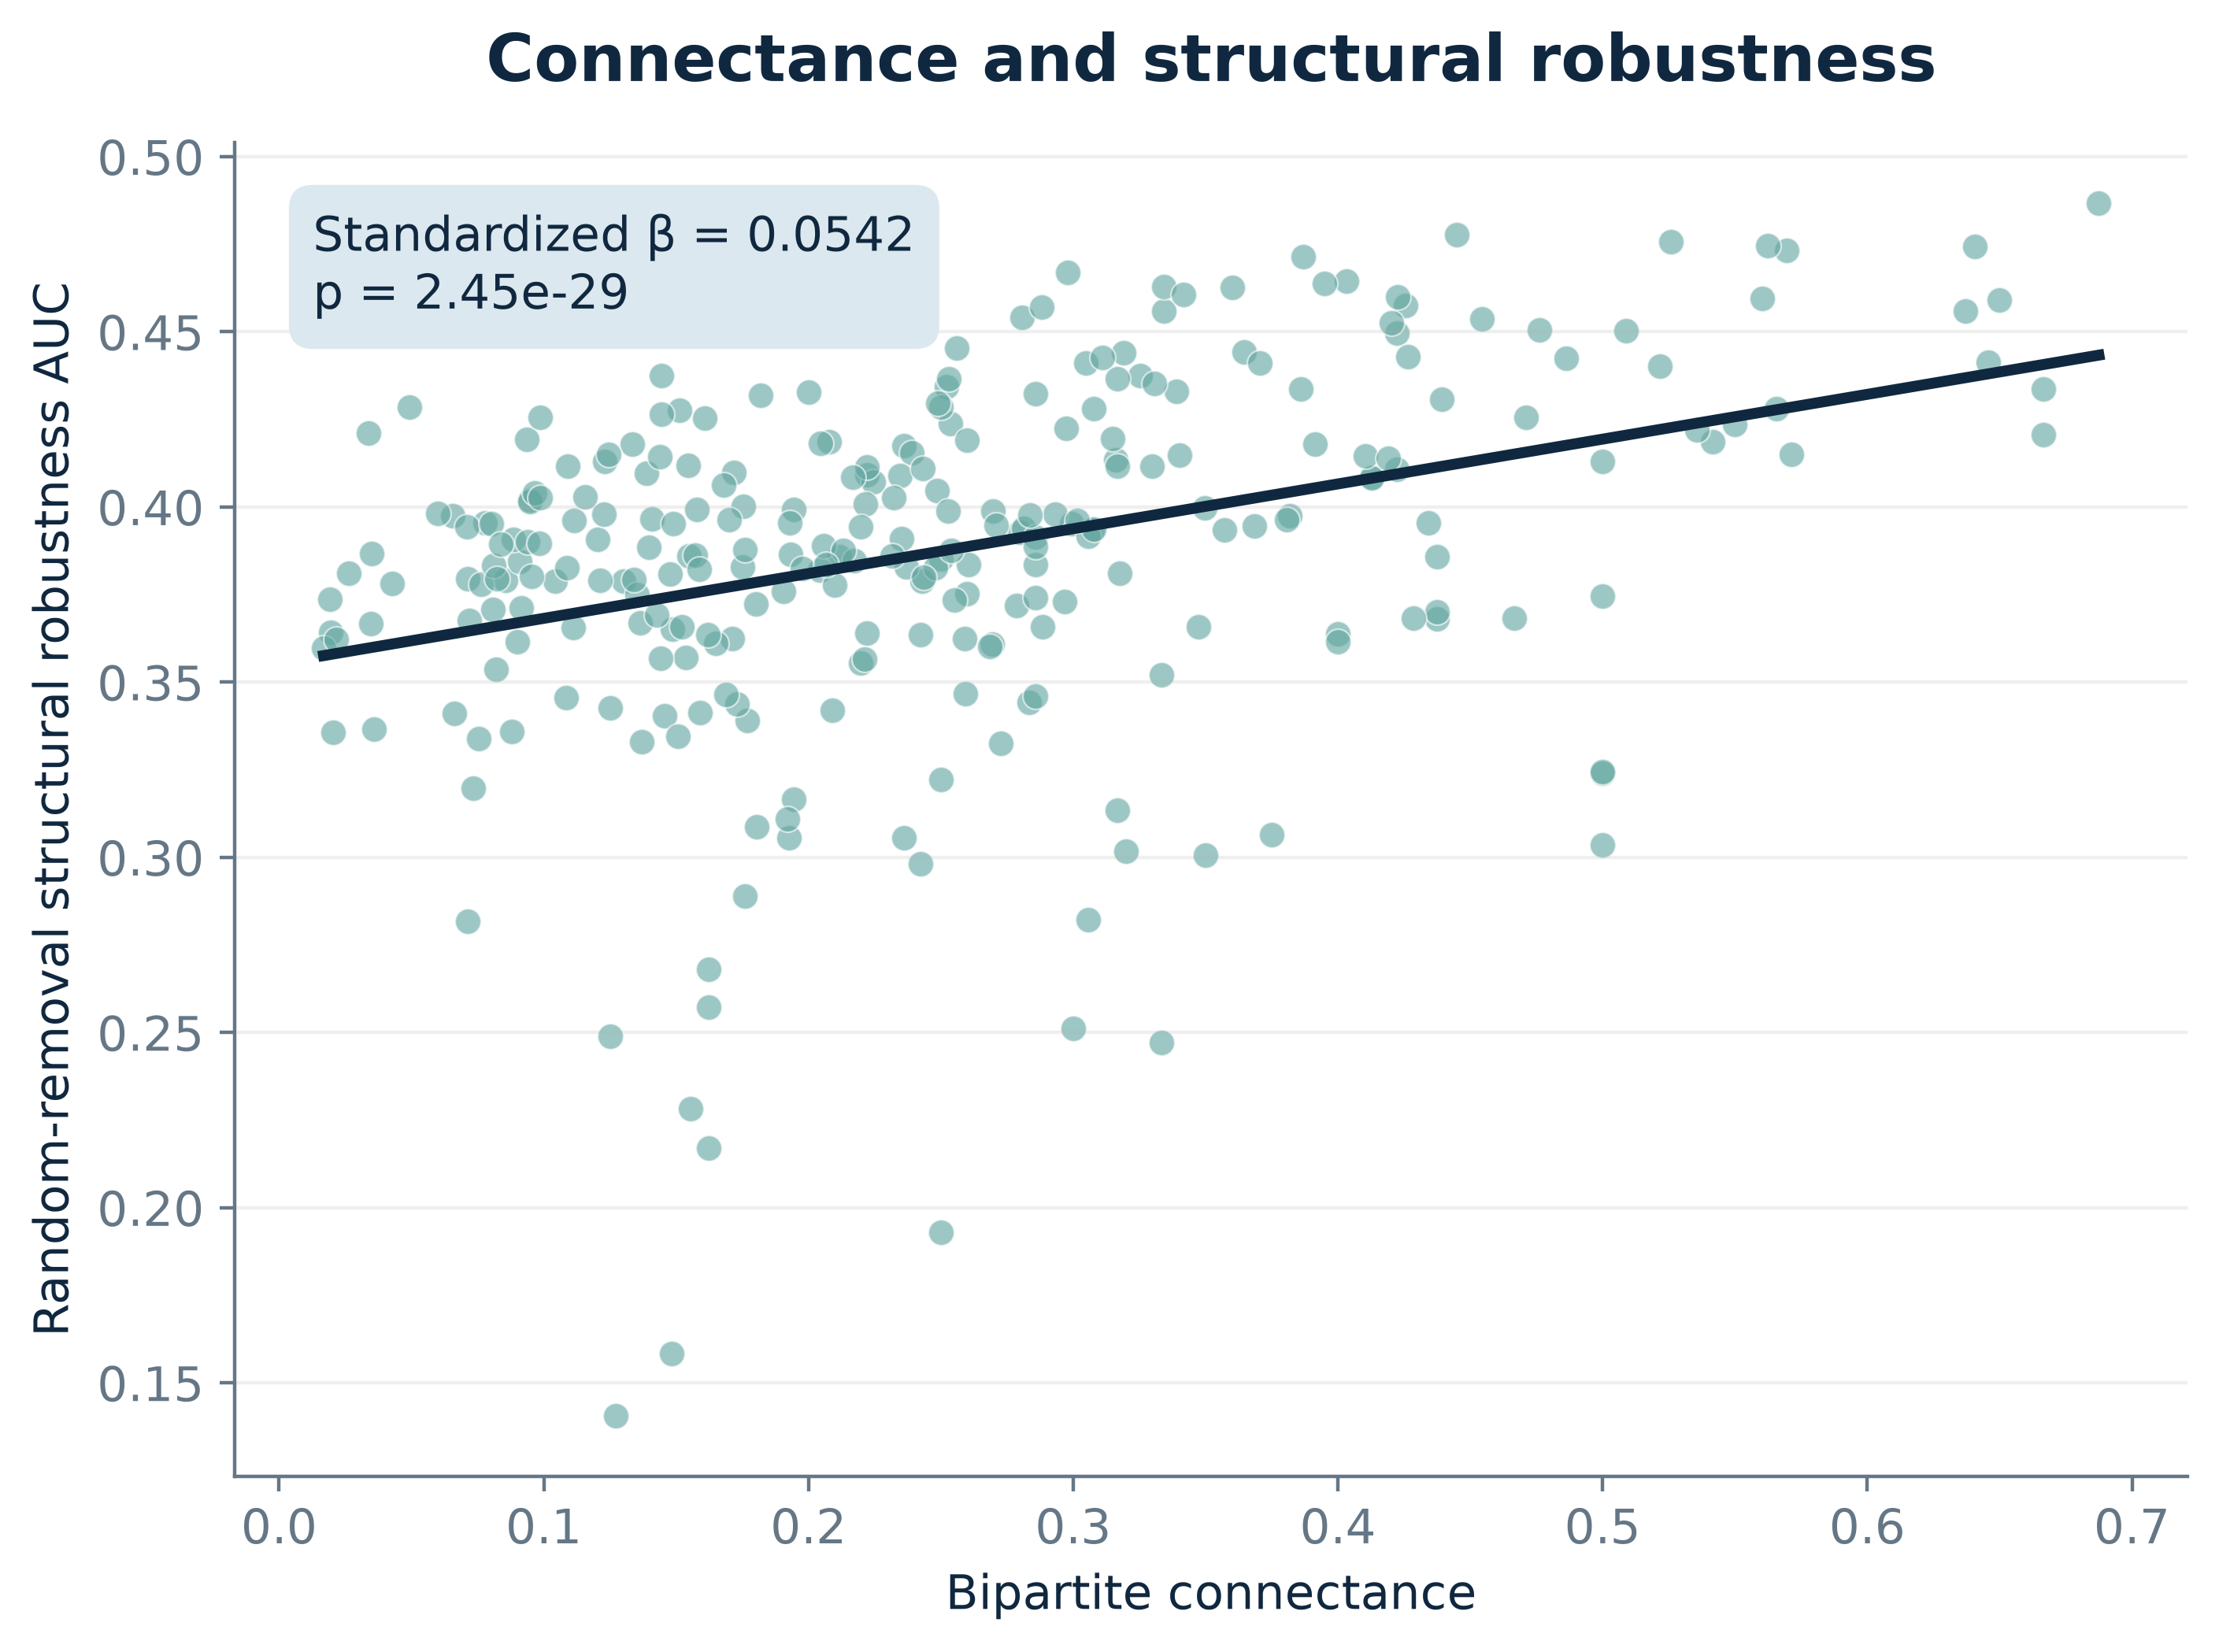 Connectance and structural robustness
Standardized β = 0.0542
p = 2.45e-29
Random-removal structural robustness AUC
0.50
0.45
0.40
0.35
0.30
0.25
0.20
0.15
0.0 0.1 0.2 0.3 0.4 0.5 0.6 0.7
Bipartite connectance